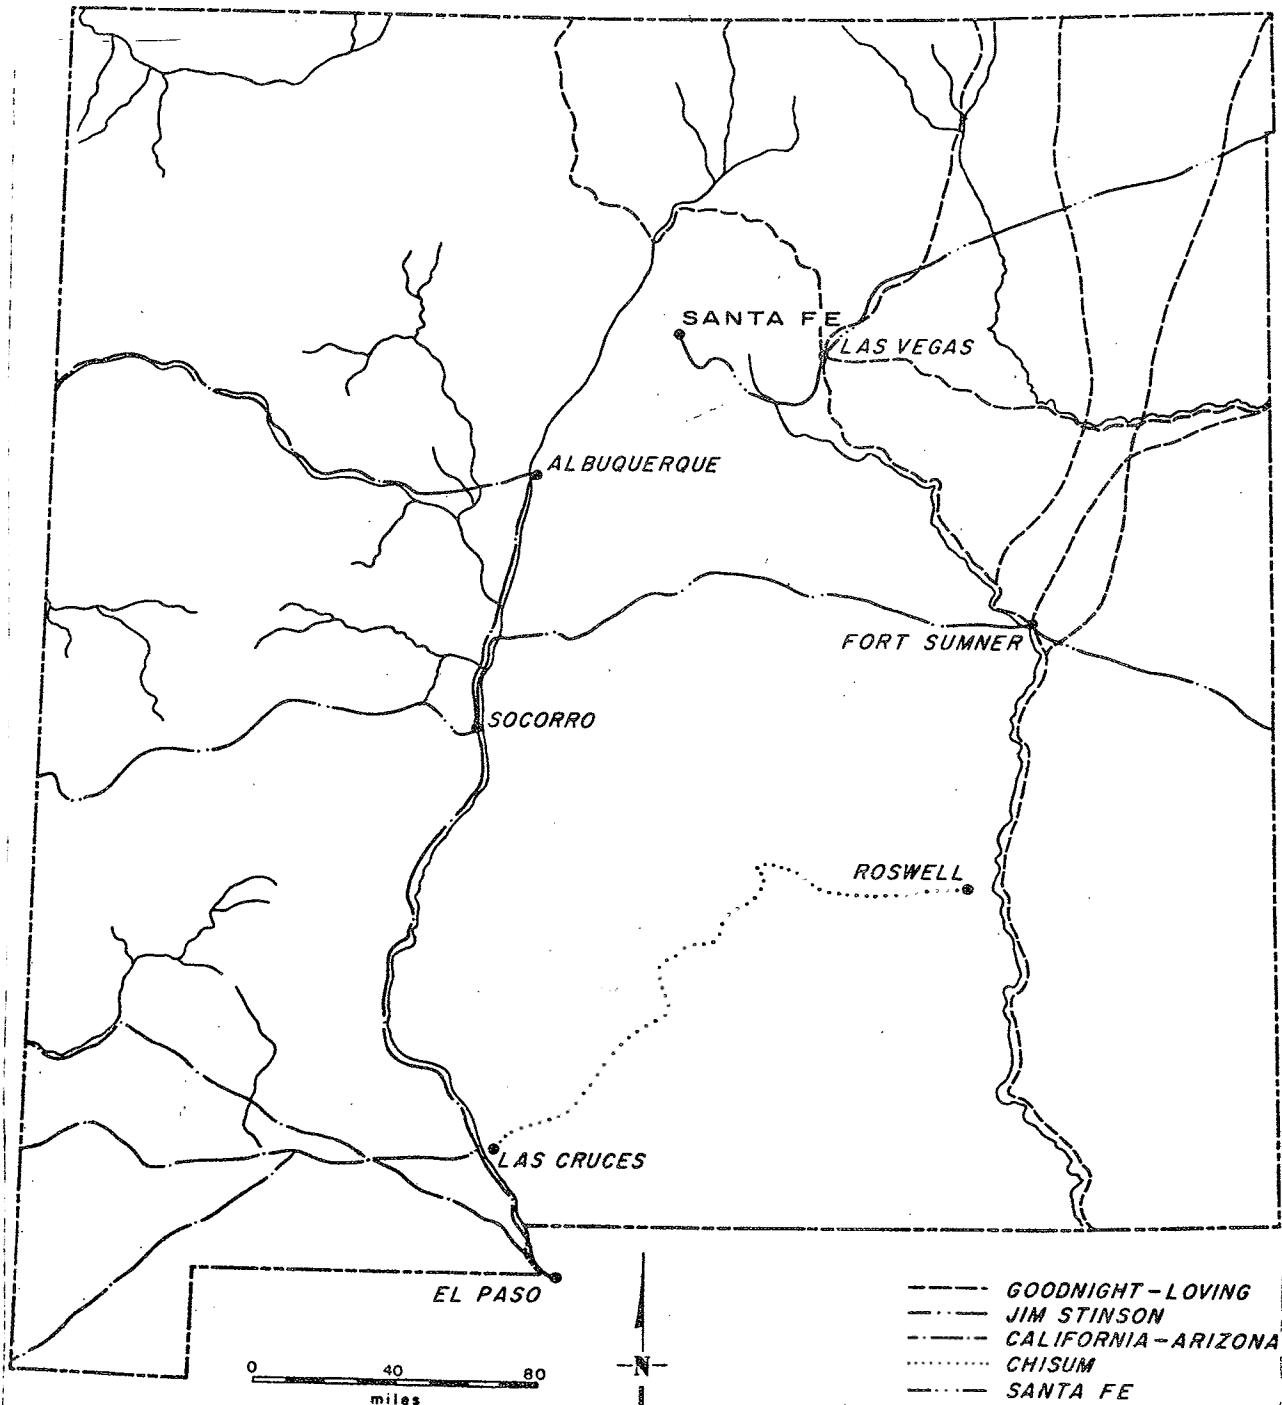 SANTA FE
LAS VEGAS
ALBUQUERQUE
FORT SUMNER
SOCORRO
ROSWELL
LAS CRUCES
EL PASO
GOODNIGHT-LOVING
JIM STINSON
CALIFORNIA-ARIZONA
CHISUM
SANTA FE
0 40 80
miles
N